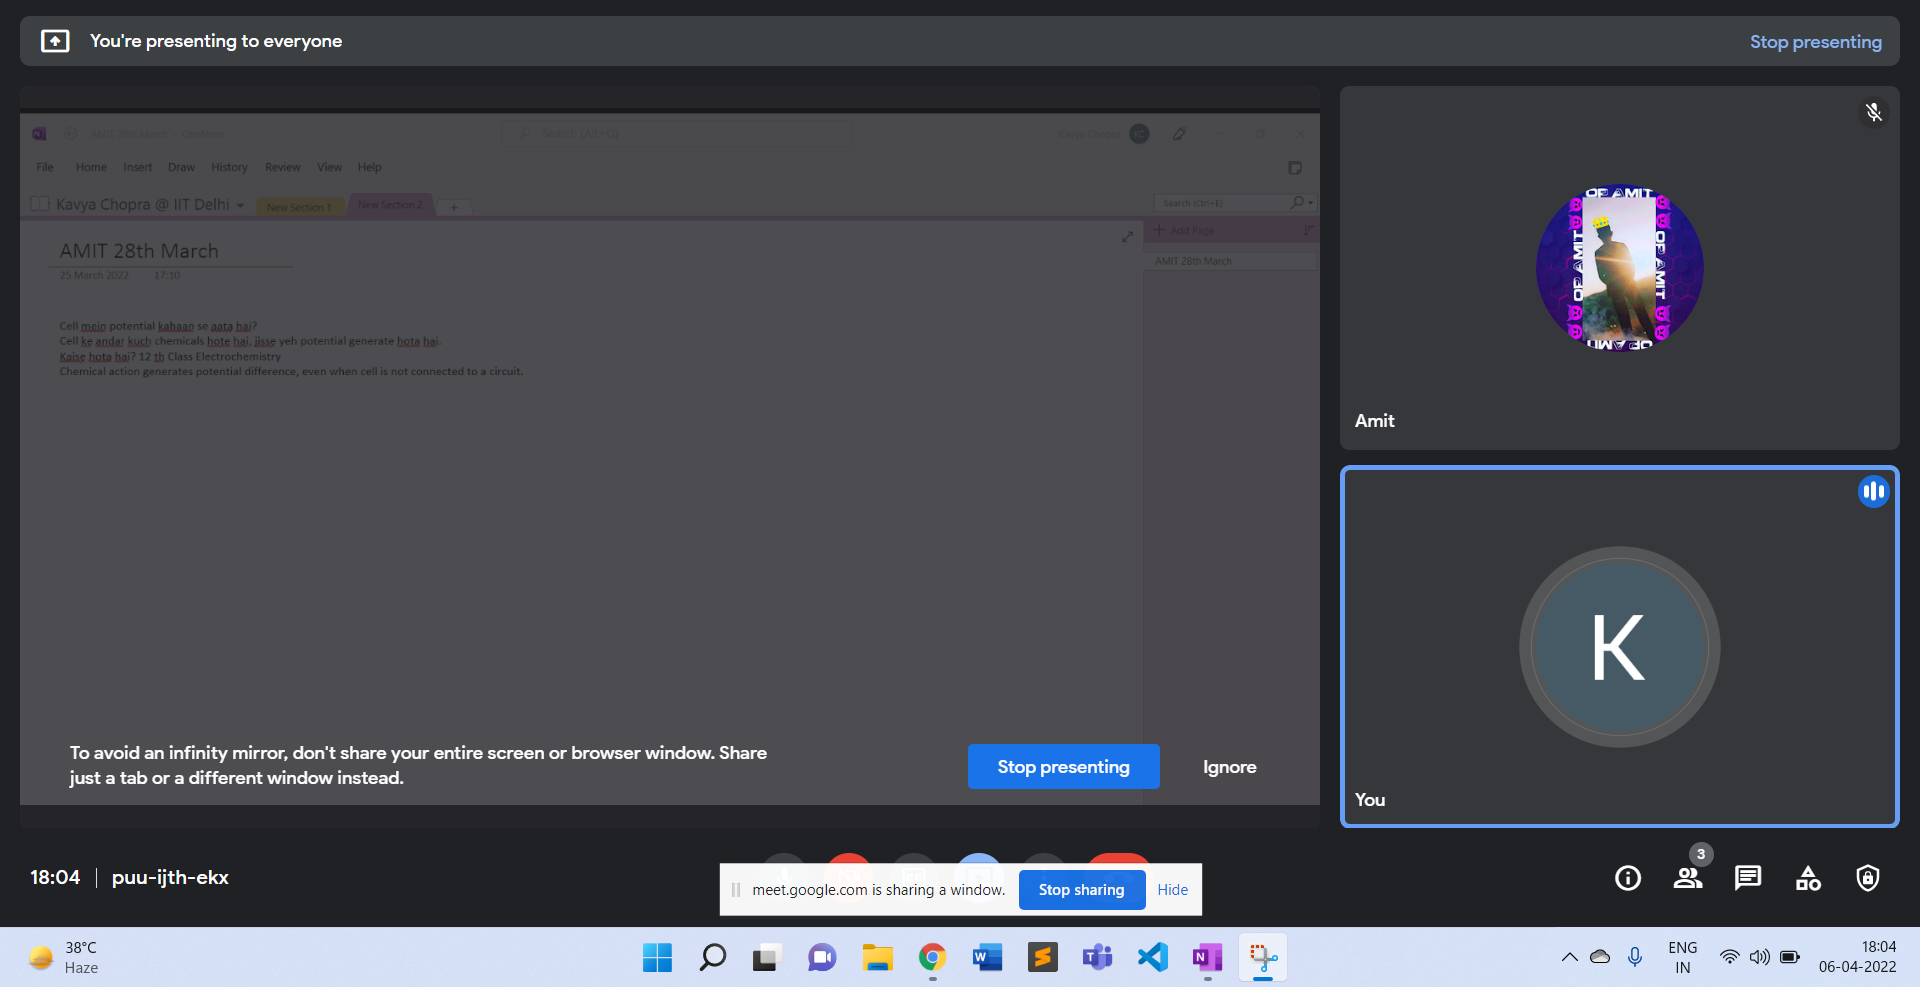 You're presenting to everyone
Stop presenting
AMIT 28th March - OneNote
Search (Alt+Q)
Kavya Chopra
KC
File Home Insert Draw History Review View Help
Kavya Chopra @ IIT Delhi
New Section 1
New Section 2
+
Search (Ctrl+E)
Add Page
AMIT 28th March
AMIT 28th March
25 March 2022 17:10
Cell mein potential kahaan se aata hai?
Cell ke andar kuch chemicals hote hai, jisse yeh potential generate hota hai.
Kaise hota hai? 12 th Class Electrochemistry
Chemical action generates potential difference, even when cell is not connected to a circuit.
To avoid an infinity mirror, don't share your entire screen or browser window. Share
just a tab or a different window instead.
Stop presenting
Ignore
OP AMIT
OP AMIT
OP AMIT
Amit
K
You
18:04 | puu-ijth-ekx
meet.google.com is sharing a window.
Stop sharing
Hide
3
38°C
Haze
ENG
IN
18:04
06-04-2022